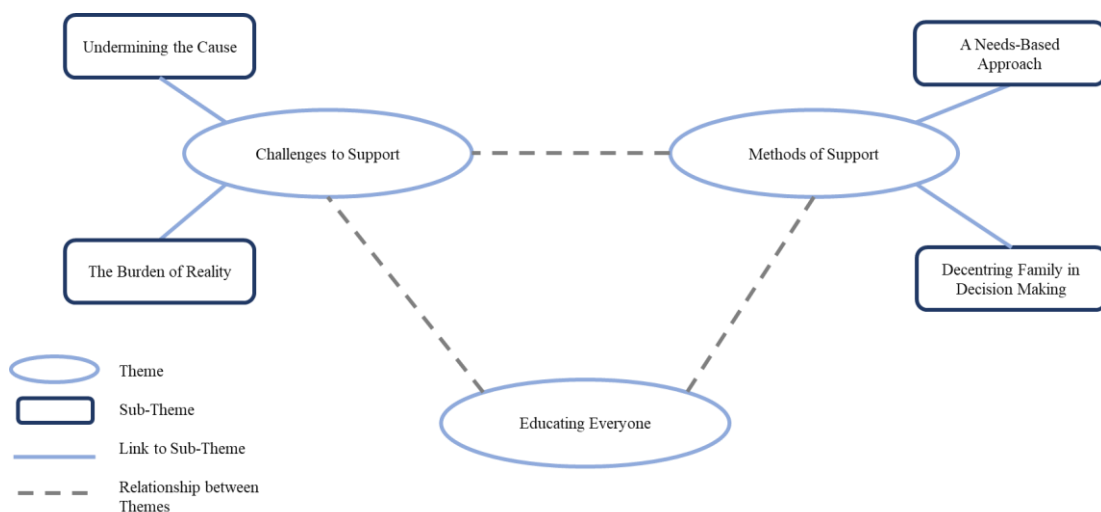 Undermining the Cause
A Needs-Based
Approach
Challenges to Support
Methods of Support
The Burden of Reality
Decentring Family in
Decision Making
Theme
Sub-Theme
Educating Everyone
Link to Sub-Theme
Relationship between
Themes